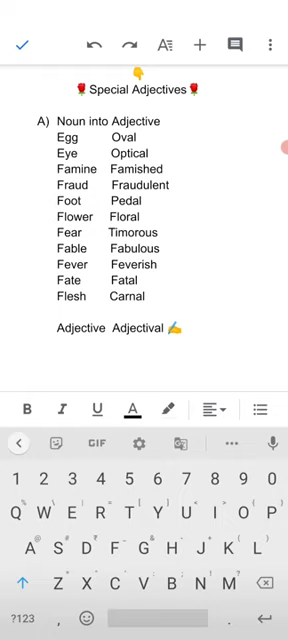 👇
🌹Special Adjectives🌹
A) Noun into Adjective
Egg Oval
Eye Optical
Famine Famished
Fraud Fraudulent
Foot Pedal
Flower Floral
Fear Timorous
Fable Fabulous
Fever Feverish
Fate Fatal
Flesh Carnal
Adjective Adjectival ✍️
B I U A
GIF
1 2 3 4 5 6 7 8 9 0
Q W E R T Y U I O P
A S D F G H J K L
Z X C V B N M
?123 , .